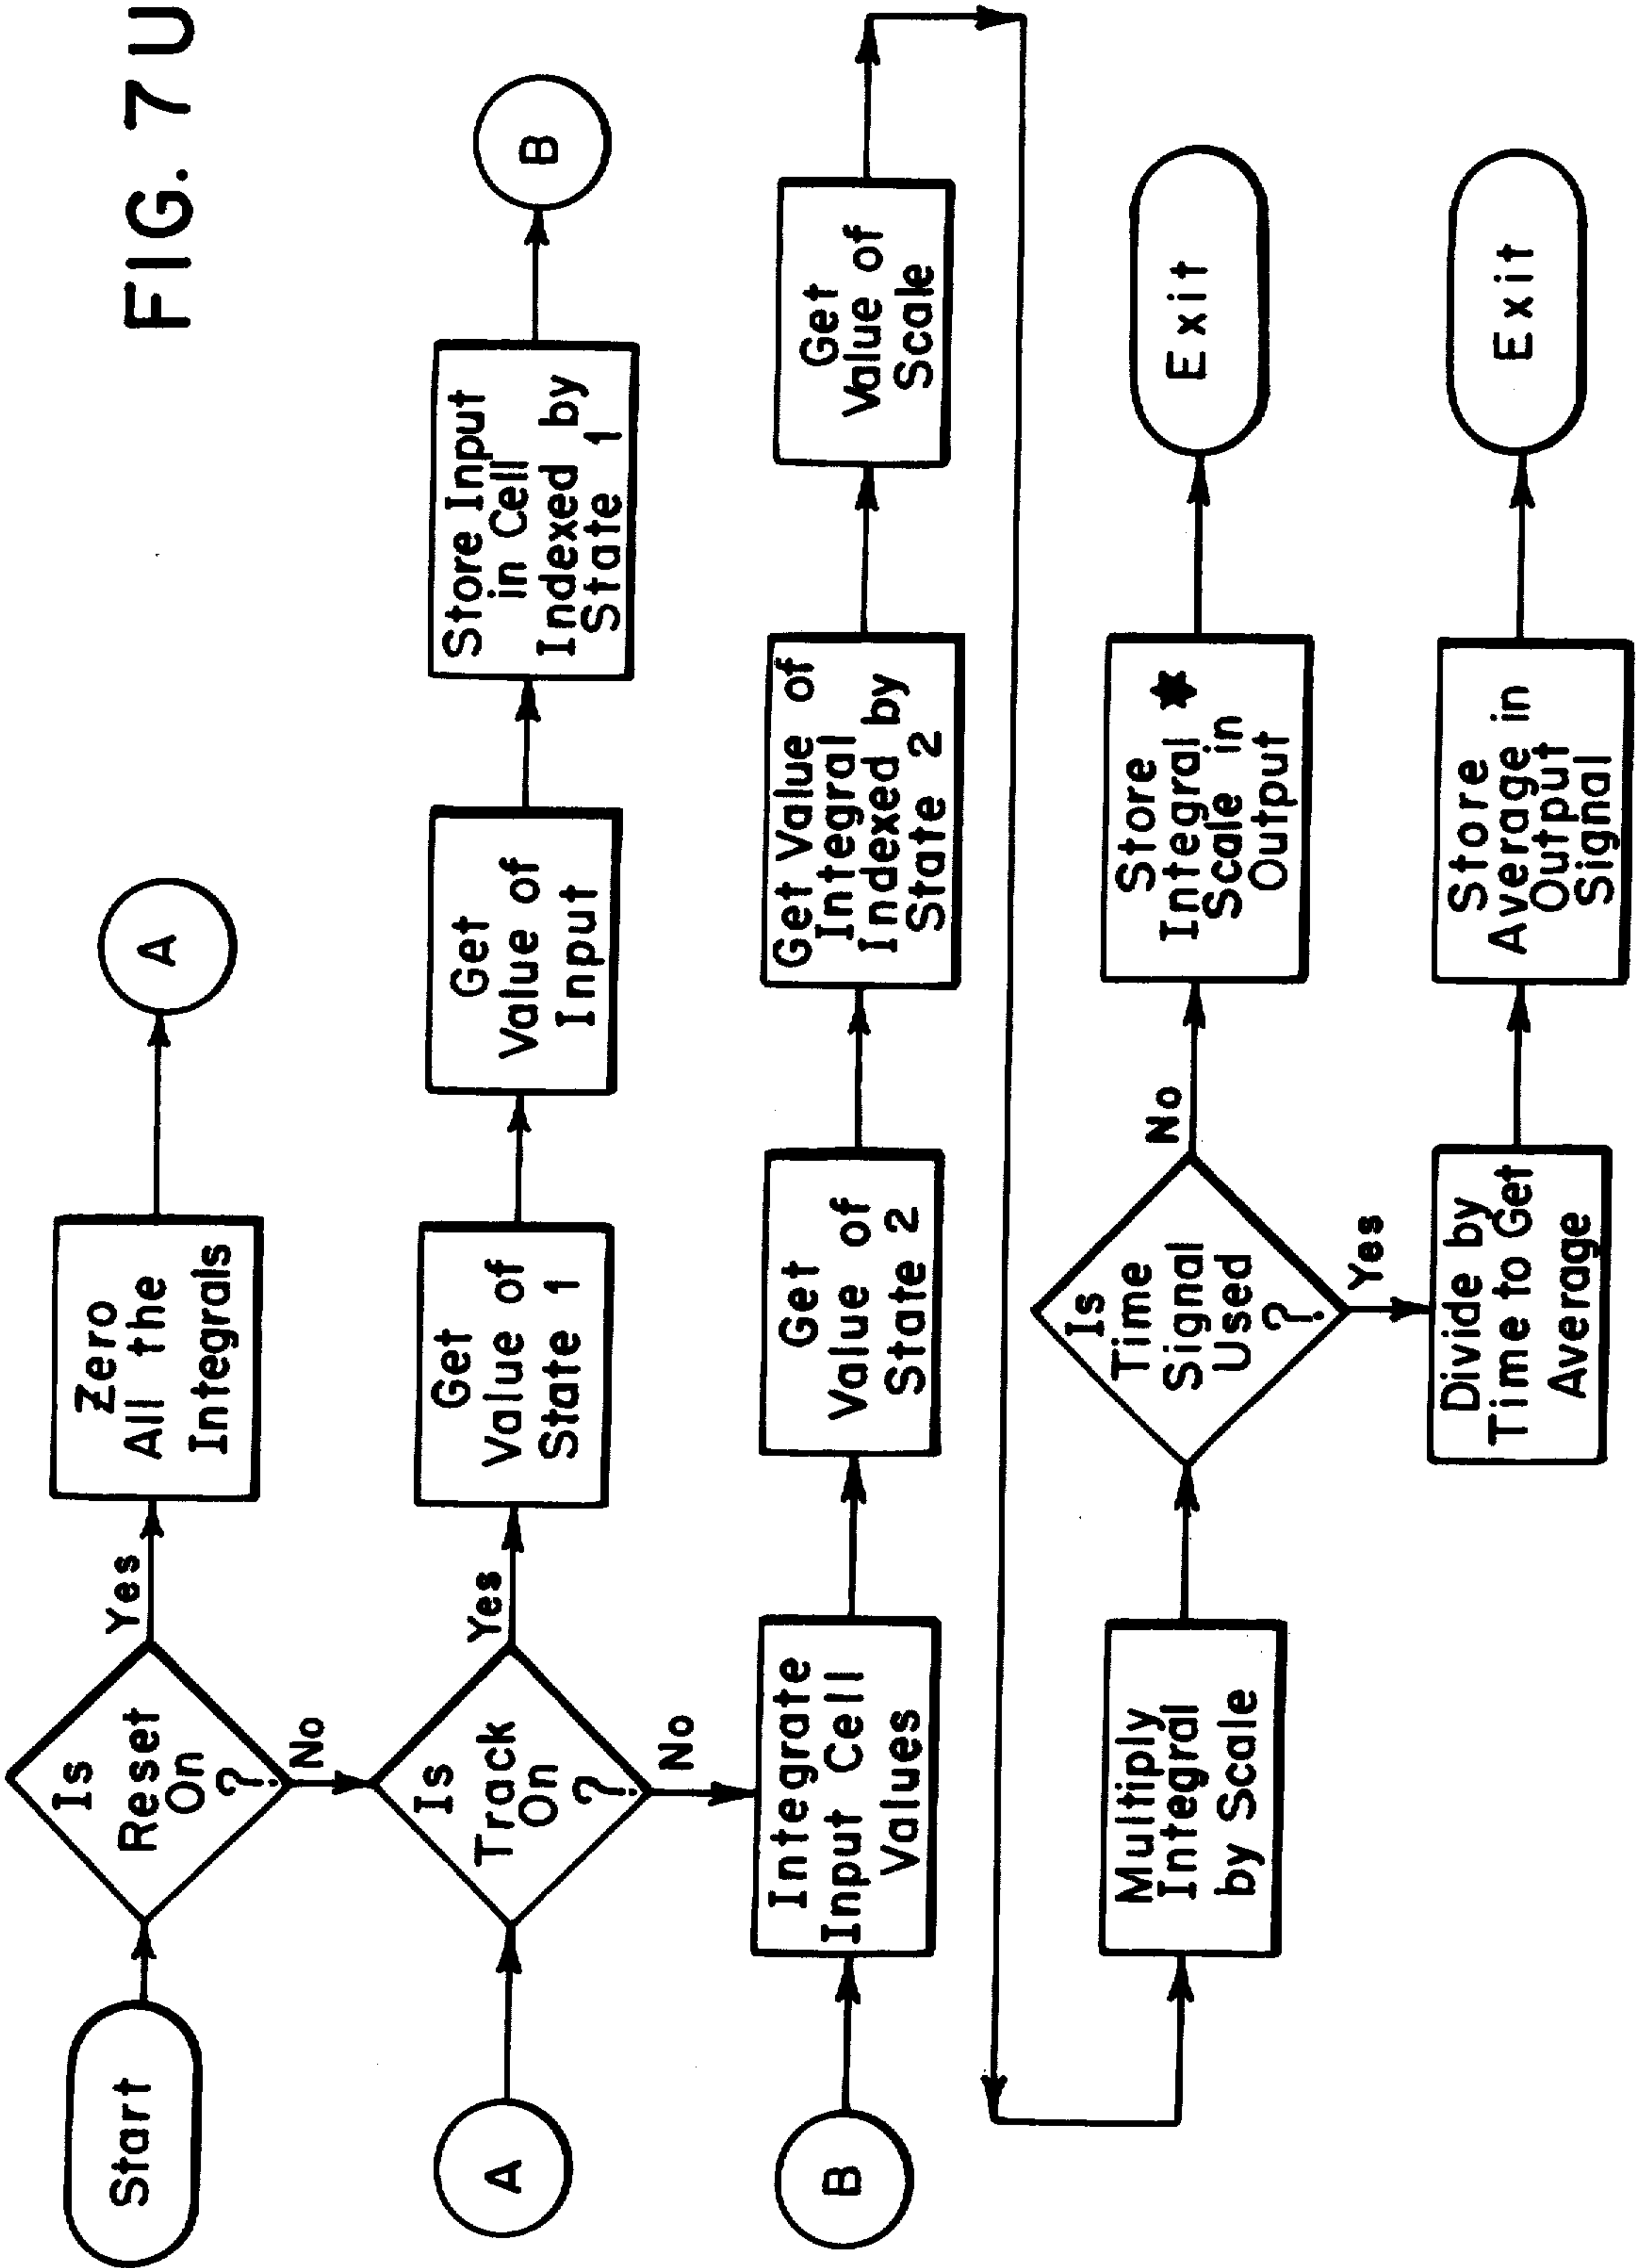 FIG. 7U
Start
Is
Reset
On
?
Yes
No
Zero
All the
Integrals
A
A
Is
Track
On
?
Yes
No
Get
Value of
State 1
Get
Value of
Input
Store Input
in Cell
Indexed by
State 1
B
B
Integrate
Input Cell
Values
Get
Value of
State 2
Get Value of
Integral
Indexed by
State 2
Get
Value of
Scale
Multiply
Integral
by Scale
Is
Time
Signal
Used
?
No
Yes
Store
Integral *
Scale in
Output
Exit
Divide by
Time to Get
Average
Store
Average in
Output
Signal
Exit